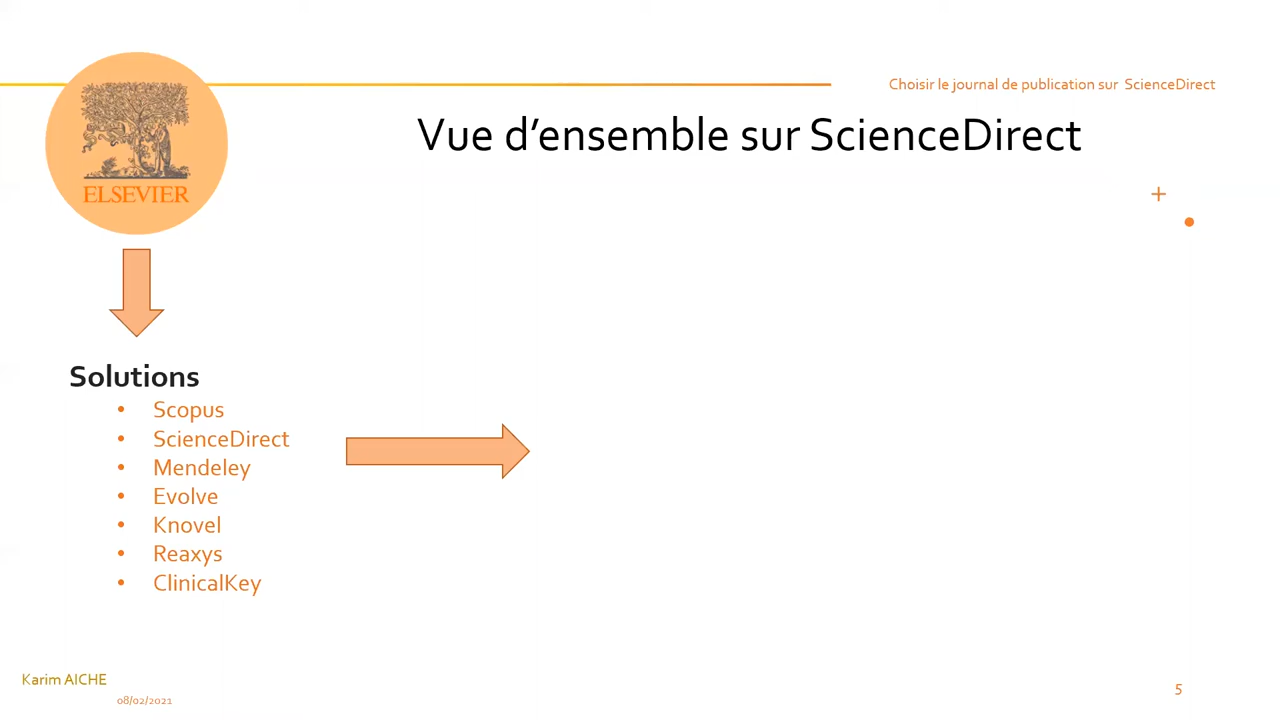 Choisir le journal de publication sur ScienceDirect
Vue d’ensemble sur ScienceDirect
ELSEVIER
Solutions
• Scopus
• ScienceDirect
• Mendeley
• Evolve
• Knovel
• Reaxys
• ClinicalKey
Karim AICHE
08/02/2021
5